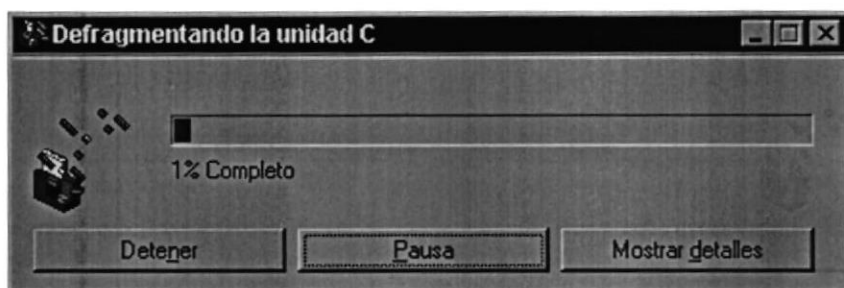 Defragmentando la unidad C
1% Completo
Detener
Pausa
Mostrar detalles